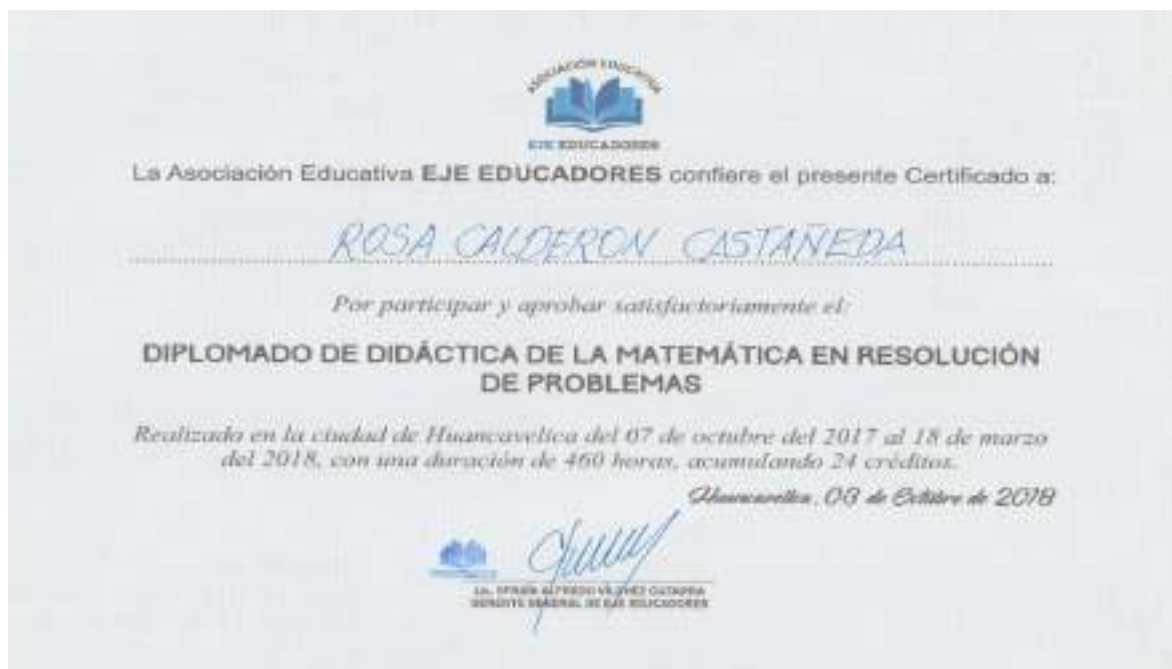 ASOCIACIÓN EDUCATIVA
EJE EDUCADORES
La Asociación Educativa EJE EDUCADORES confiere el presente Certificado a:
ROSA CALDERON CASTAÑEDA
Por participar y aprobar satisfactoriamente el:
DIPLOMADO DE DIDÁCTICA DE LA MATEMÁTICA EN RESOLUCIÓN
DE PROBLEMAS
Realizado en la ciudad de Huancavelica del 07 de octubre del 2017 al 18 de marzo
del 2018, con una duración de 460 horas, acumulando 24 créditos.
Huancavelica, 03 de Octubre de 2018
Lic. ALFREDO
GERENTE GENERAL DE EJE EDUCADORES